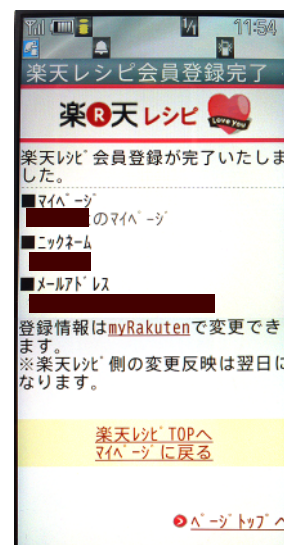 1/1 11:54
楽天レシピ会員登録完了
楽天レシピ Love you
楽天ﾚｼﾋﾟ会員登録が完了いたしま
した。
■ﾏｲﾍﾟｰｼﾞ
のﾏｲﾍﾟｰｼﾞ
■ﾆｯｸﾈｰﾑ
■ﾒｰﾙｱﾄﾞﾚｽ
登録情報はmyRakutenで変更でき
ます。
※楽天ﾚｼﾋﾟ側の変更反映は翌日に
なります。
楽天ﾚｼﾋﾟTOPへ
ﾏｲﾍﾟｰｼﾞに戻る
ﾍﾟｰｼﾞﾄｯﾌﾟへ